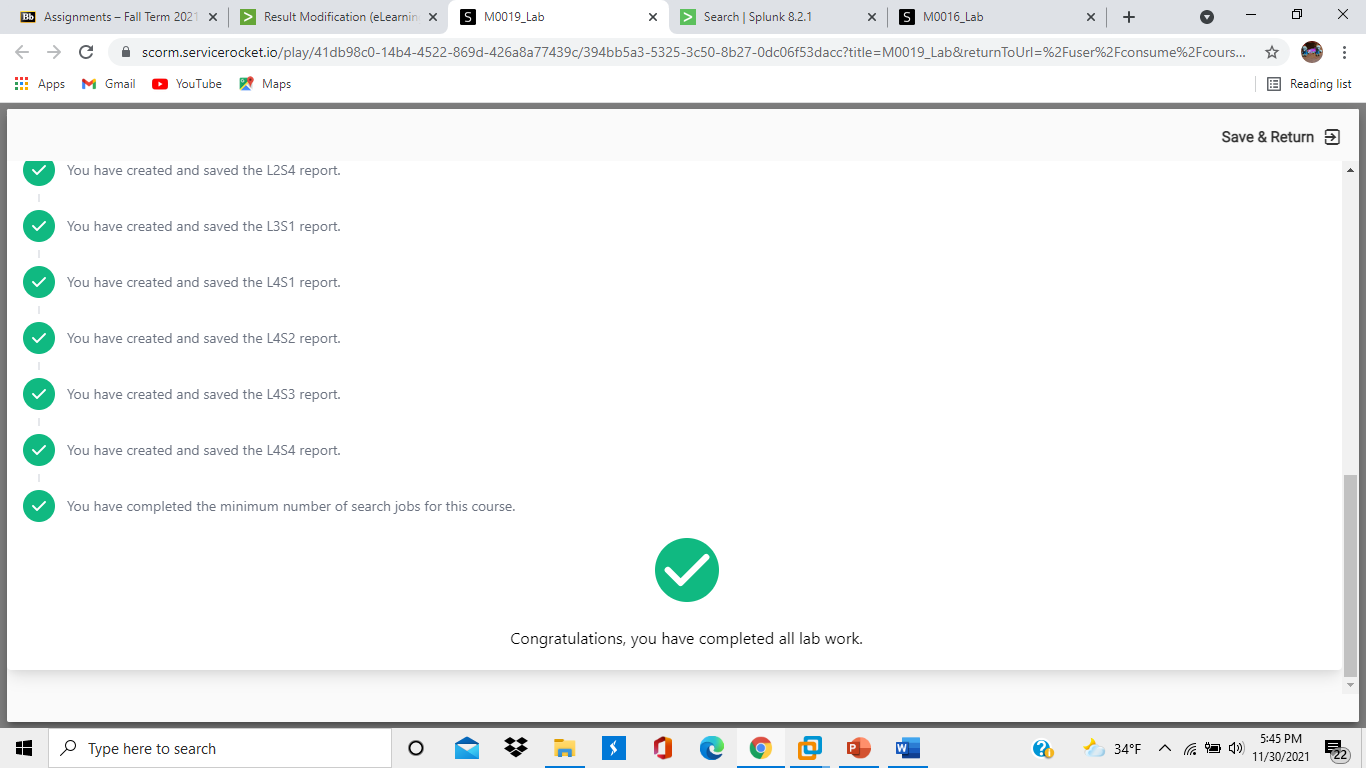 Bb Assignments – Fall Term 2021
Result Modification (eLearnin
S M0019_Lab
Search | Splunk 8.2.1
S M0016_Lab
scorm.servicerocket.io/play/41db98c0-14b4-4522-869d-426a8a77439c/394bb5a3-5325-3c50-8b27-0dc06f53dacc?title=M0019_Lab&returnToUrl=%2Fuser%2Fconsume%2Fcours...
Apps Gmail YouTube Maps Reading list
Save & Return
You have created and saved the L2S4 report.
You have created and saved the L3S1 report.
You have created and saved the L4S1 report.
You have created and saved the L4S2 report.
You have created and saved the L4S3 report.
You have created and saved the L4S4 report.
You have completed the minimum number of search jobs for this course.
Congratulations, you have completed all lab work.
Type here to search
34°F
5:45 PM
11/30/2021
22